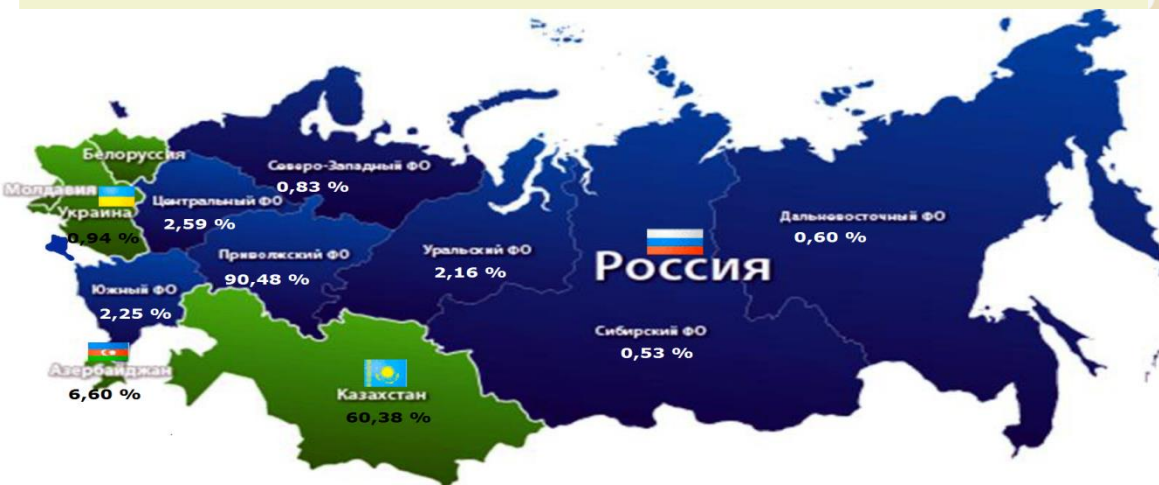 Белоруссия
Северо-Западный ФО
0,83 %
Молдавия
Центральный ФО
2,59 %
Украина
0,94 %
Дальневосточный ФО
0,60 %
Приволжский ФО
90,48 %
Уральский ФО
2,16 %
Россия
Южный ФО
2,25 %
Сибирский ФО
0,53 %
Азербайджан
6,60 %
Казахстан
60,38 %